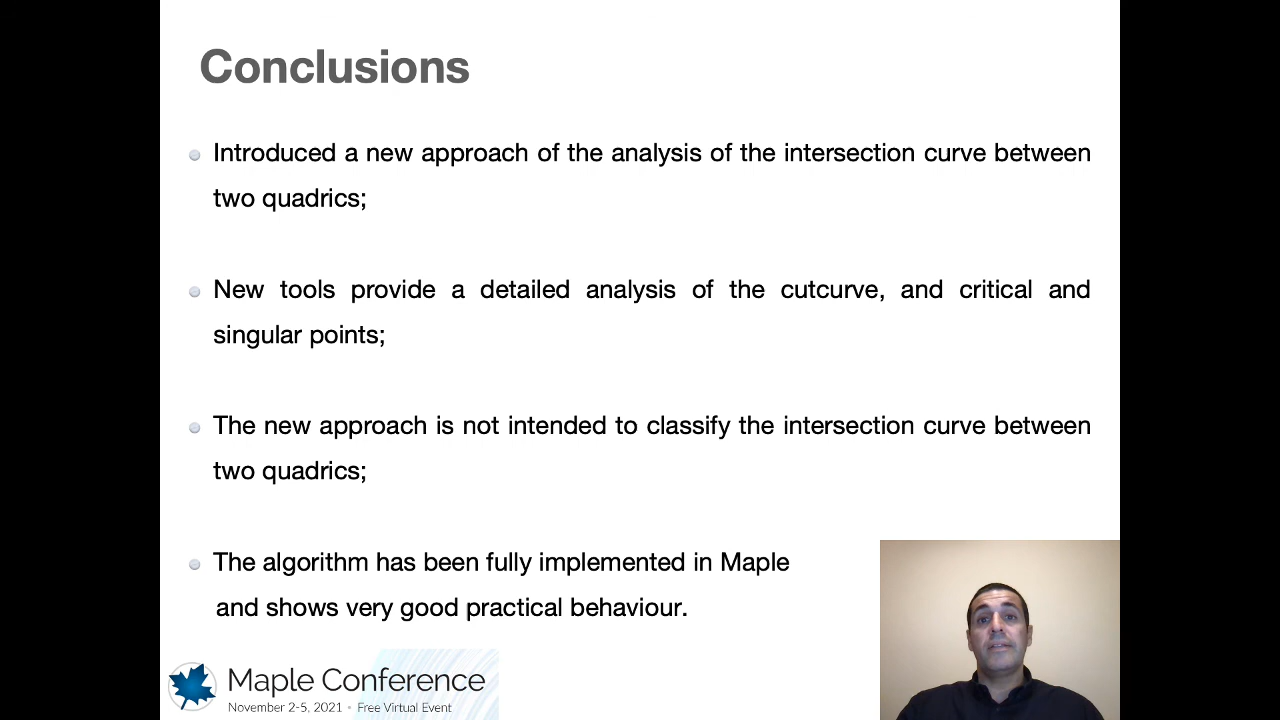 Conclusions
Introduced a new approach of the analysis of the intersection curve between
two quadrics;
New tools provide a detailed analysis of the cutcurve, and critical and
singular points;
The new approach is not intended to classify the intersection curve between
two quadrics;
The algorithm has been fully implemented in Maple
and shows very good practical behaviour.
Maple Conference
November 2-5, 2021 • Free Virtual Event